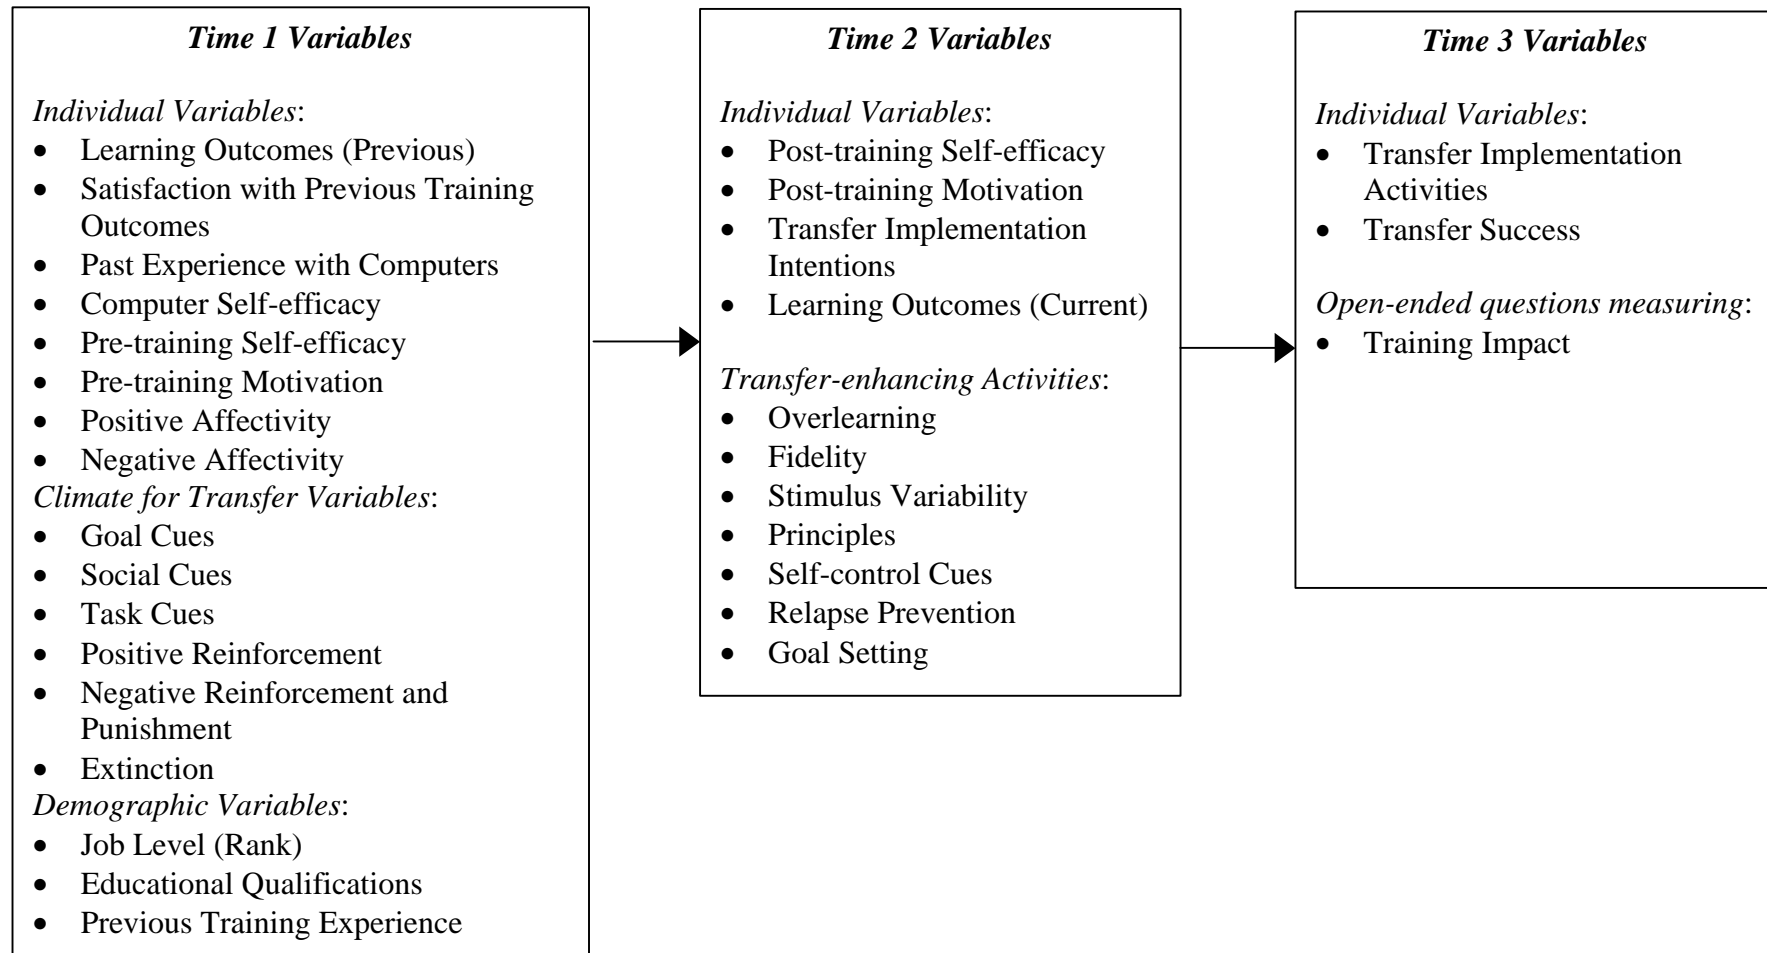 Time 1 Variables
Individual Variables:
• Learning Outcomes (Previous)
• Satisfaction with Previous Training
Outcomes
• Past Experience with Computers
• Computer Self-efficacy
• Pre-training Self-efficacy
• Pre-training Motivation
• Positive Affectivity
• Negative Affectivity
Climate for Transfer Variables:
• Goal Cues
• Social Cues
• Task Cues
• Positive Reinforcement
• Negative Reinforcement and
Punishment
• Extinction
Demographic Variables:
• Job Level (Rank)
• Educational Qualifications
• Previous Training Experience
Time 2 Variables
Individual Variables:
• Post-training Self-efficacy
• Post-training Motivation
• Transfer Implementation
Intentions
• Learning Outcomes (Current)
Transfer-enhancing Activities:
• Overlearning
• Fidelity
• Stimulus Variability
• Principles
• Self-control Cues
• Relapse Prevention
• Goal Setting
Time 3 Variables
Individual Variables:
• Transfer Implementation
Activities
• Transfer Success
Open-ended questions measuring:
• Training Impact